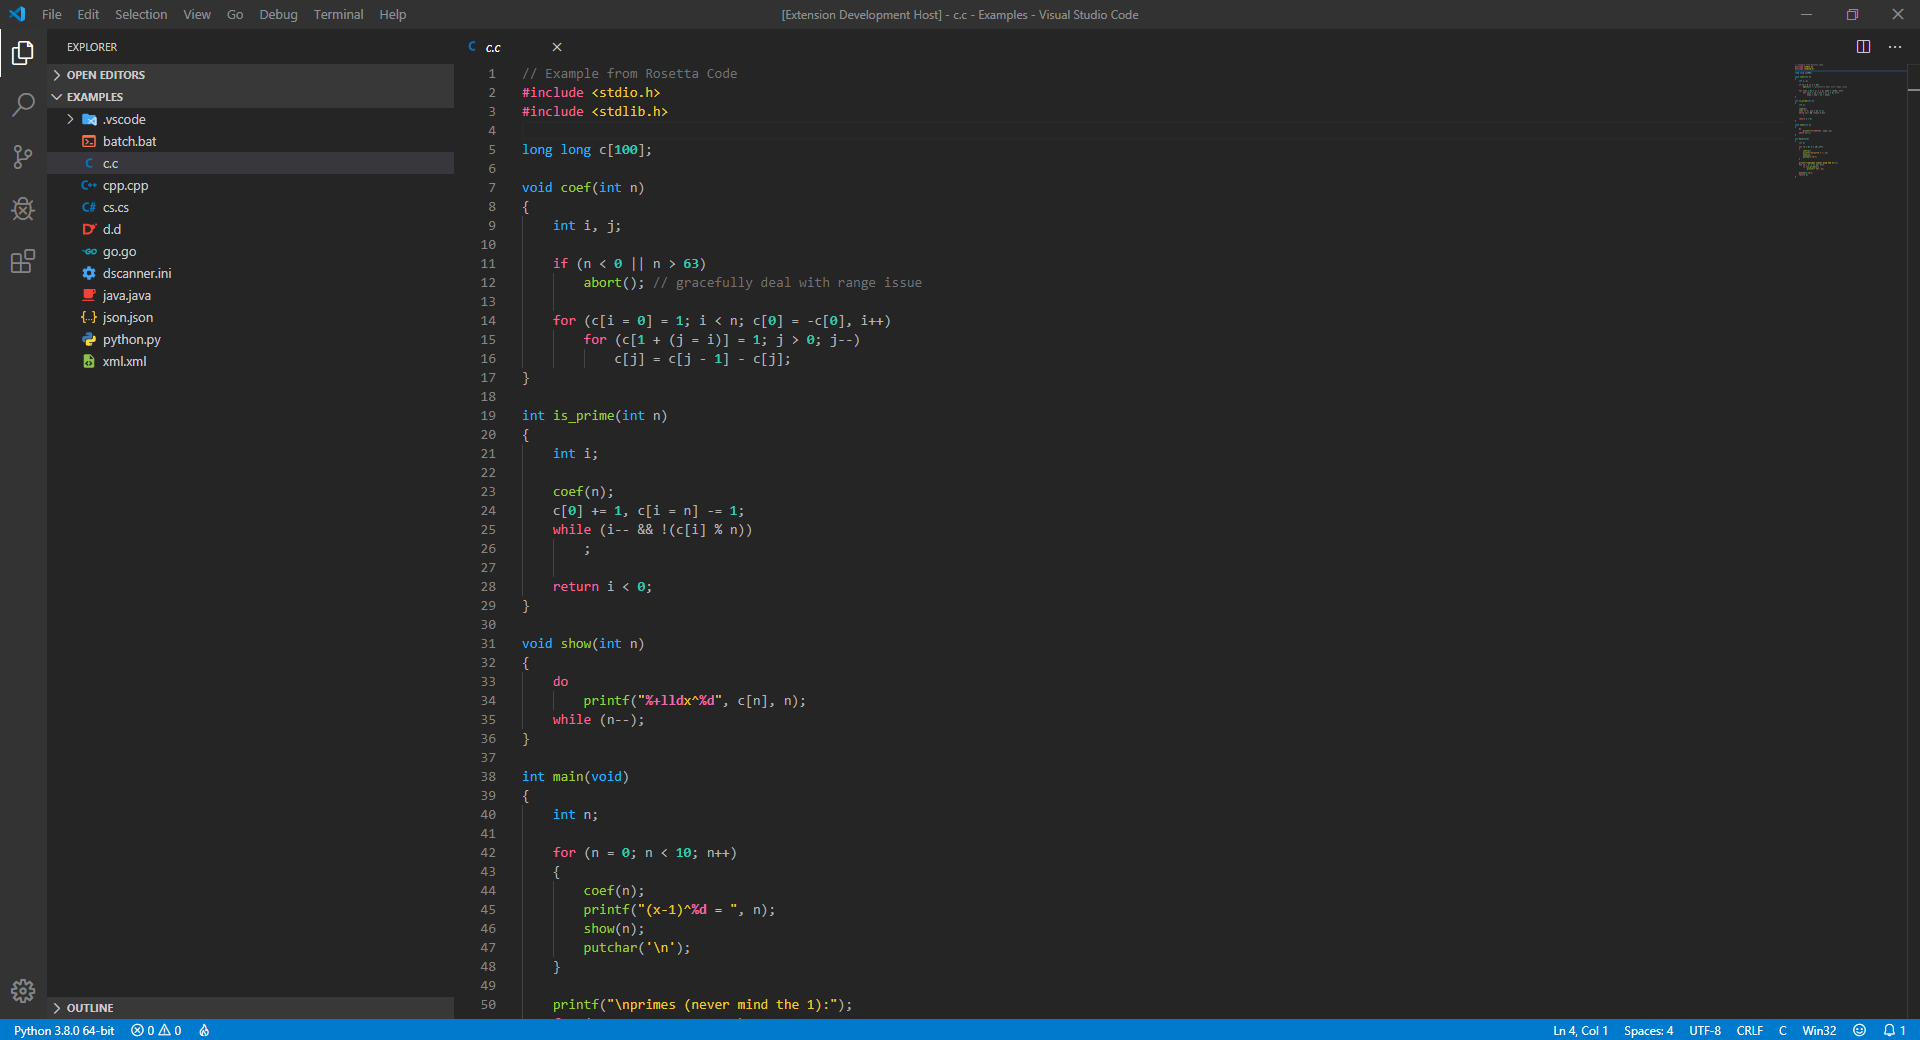 File Edit Selection View Go Debug Terminal Help
[Extension Development Host] - c.c - Examples - Visual Studio Code
EXPLORER
OPEN EDITORS
EXAMPLES
.vscode
batch.bat
C c.c
C++ cpp.cpp
C# cs.cs
D d.d
GO go.go
dscanner.ini
java.java
{..} json.json
python.py
xml.xml
OUTLINE
C c.c
1 // Example from Rosetta Code
2 #include <stdio.h>
3 #include <stdlib.h>
4
5 long long c[100];
6
7 void coef(int n)
8 {
9     int i, j;
10
11     if (n < 0 || n > 63)
12         abort(); // gracefully deal with range issue
13
14     for (c[i = 0] = 1; i < n; c[0] = -c[0], i++)
15         for (c[1 + (j = i)] = 1; j > 0; j--)
16             c[j] = c[j - 1] - c[j];
17 }
18
19 int is_prime(int n)
20 {
21     int i;
22
23     coef(n);
24     c[0] += 1, c[i = n] -= 1;
25     while (i-- && !(c[i] % n))
26         ;
27
28     return i < 0;
29 }
30
31 void show(int n)
32 {
33     do
34         printf("%+lldx^%d", c[n], n);
35     while (n--);
36 }
37
38 int main(void)
39 {
40     int n;
41
42     for (n = 0; n < 10; n++)
43     {
44         coef(n);
45         printf("(x-1)^%d = ", n);
46         show(n);
47         putchar('\n');
48     }
49
50     printf("\nprimes (never mind the 1):");
Python 3.8.0 64-bit 0 0
Ln 4, Col 1 Spaces: 4 UTF-8 CRLF C Win32 1